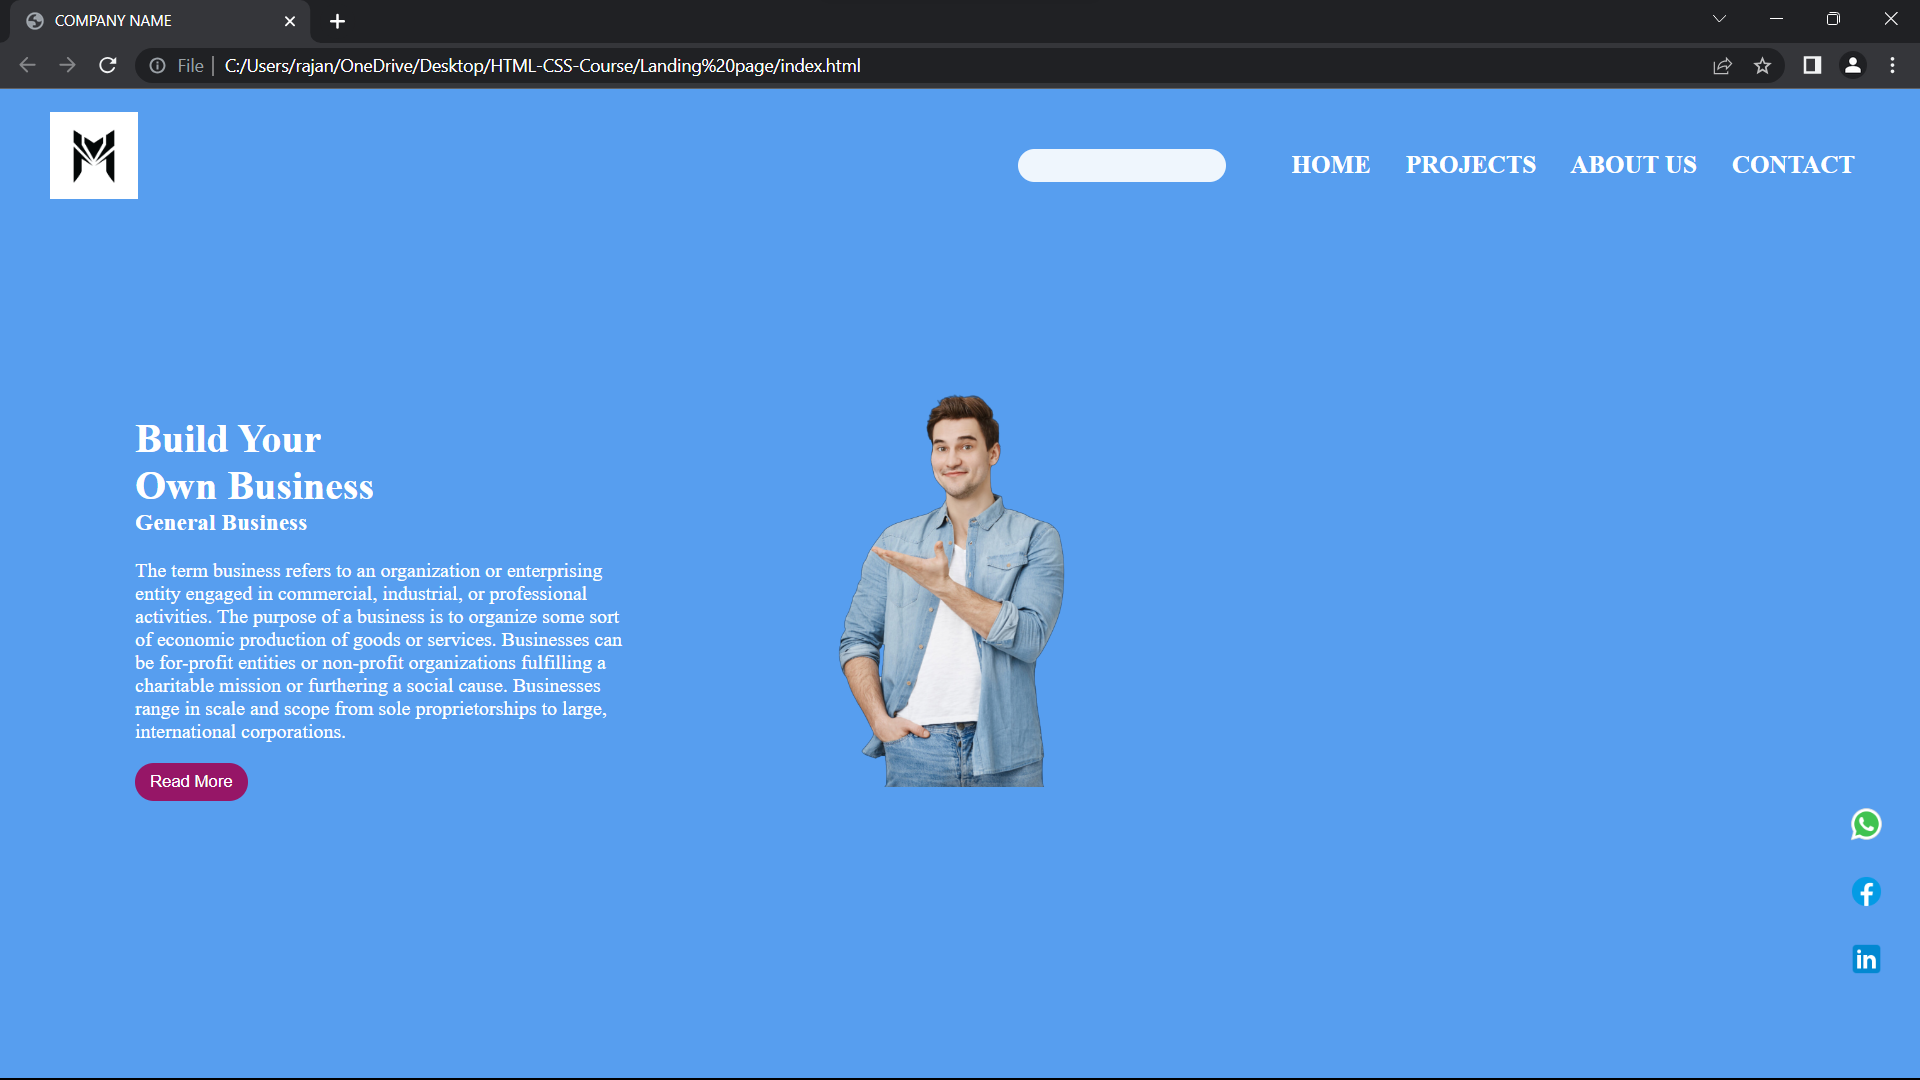 COMPANY NAME
File
C:/Users/rajan/OneDrive/Desktop/HTML-CSS-Course/Landing%20page/index.html
HOME PROJECTS ABOUT US CONTACT
Build Your
Own Business
General Business
The term business refers to an organization or enterprising
entity engaged in commercial, industrial, or professional
activities. The purpose of a business is to organize some sort
of economic production of goods or services. Businesses can
be for-profit entities or non-profit organizations fulfilling a
charitable mission or furthering a social cause. Businesses
range in scale and scope from sole proprietorships to large,
international corporations.
Read More
in